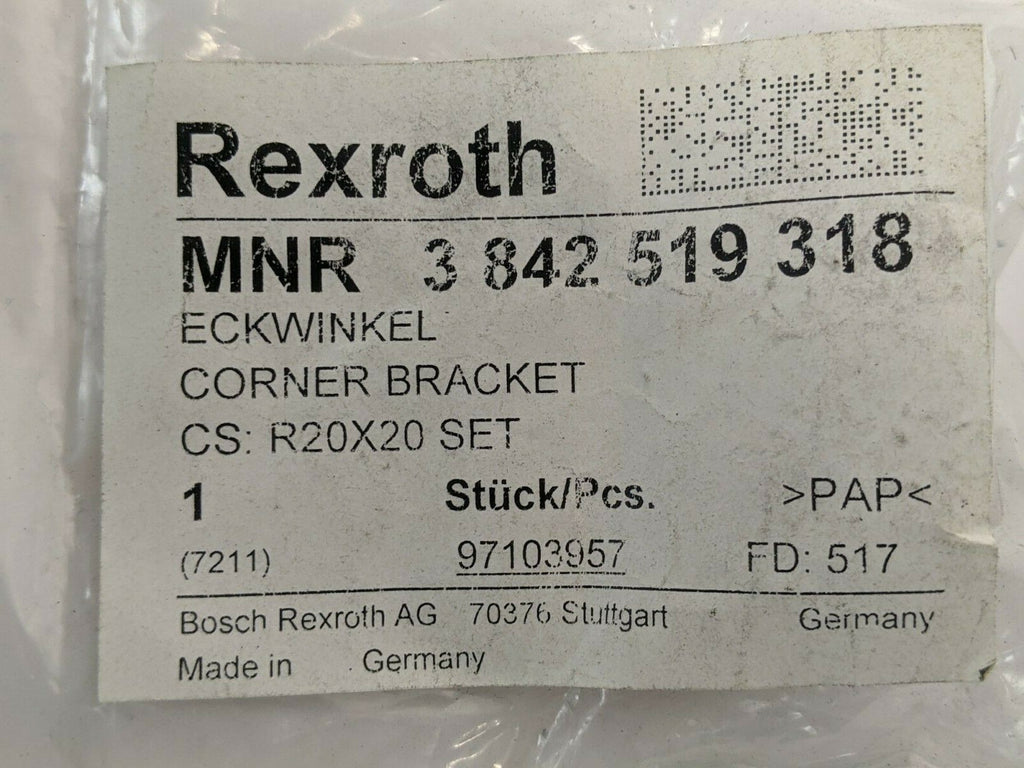 Rexroth
MNR 3 842 519 318
ECKWINKEL
CORNER BRACKET
CS: R20X20 SET
1 Stück/Pcs. >PAP<
(7211) 97103957 FD: 517
Bosch Rexroth AG 70376 Stuttgart Germany
Made in Germany